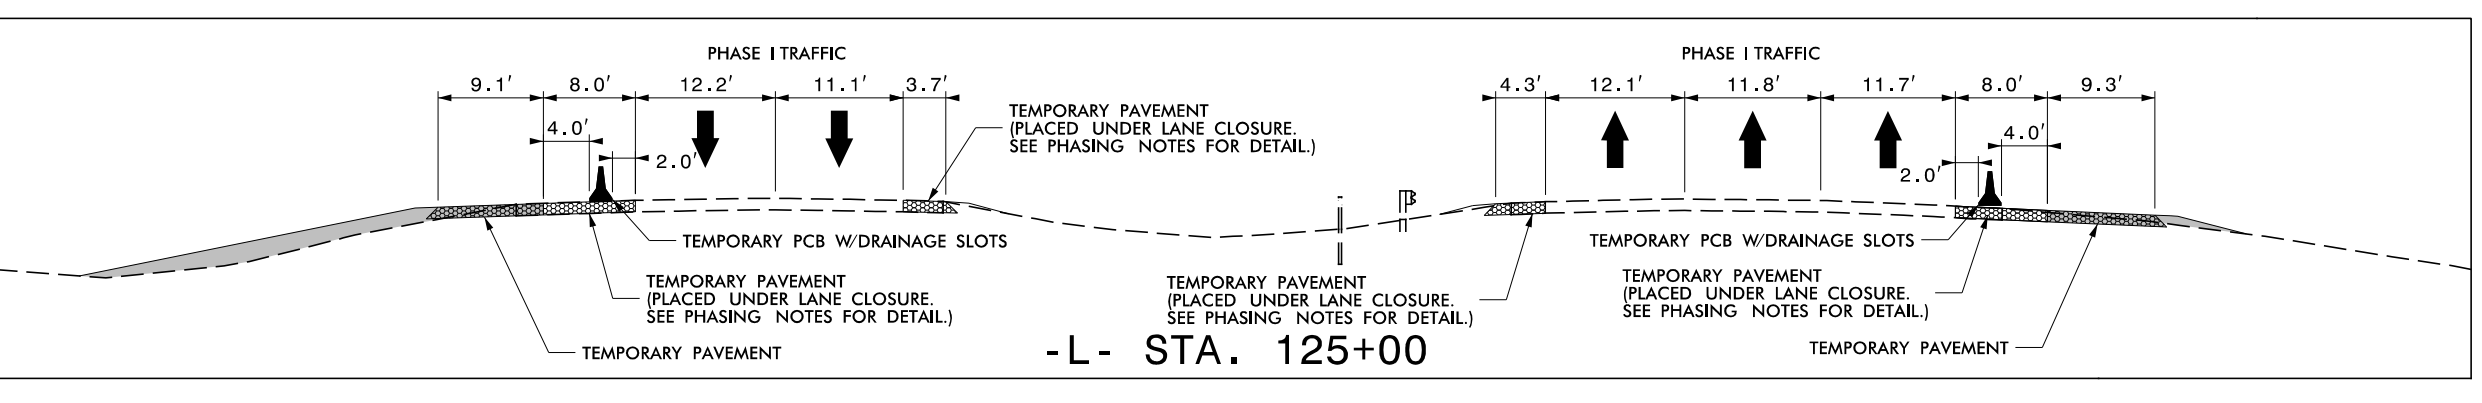 PHASE I TRAFFIC
PHASE I TRAFFIC
9.1' 8.0' 12.2' 11.1' 3.7'
4.3' 12.1' 11.8' 11.7' 8.0' 9.3'
4.0'
2.0'
4.0'
2.0'
TEMPORARY PAVEMENT
(PLACED UNDER LANE CLOSURE.
SEE PHASING NOTES FOR DETAIL.)
TEMPORARY PCB W/DRAINAGE SLOTS
TEMPORARY PAVEMENT
(PLACED UNDER LANE CLOSURE.
SEE PHASING NOTES FOR DETAIL.)
TEMPORARY PAVEMENT
TEMPORARY PAVEMENT
(PLACED UNDER LANE CLOSURE.
SEE PHASING NOTES FOR DETAIL.)
TEMPORARY PCB W/DRAINAGE SLOTS
TEMPORARY PAVEMENT
(PLACED UNDER LANE CLOSURE.
SEE PHASING NOTES FOR DETAIL.)
TEMPORARY PAVEMENT
-L- STA. 125+00